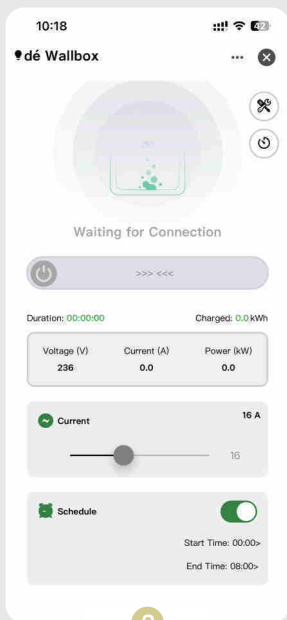 10:18
42
dé Wallbox
Waiting for Connection
>>> <<<
Duration: 00:00:00
Charged: 0.0 kWh
Voltage (V) Current (A) Power (kW)
236 0.0 0.0
Current
16 A
16
Schedule
Start Time: 00:00>
End Time: 08:00>